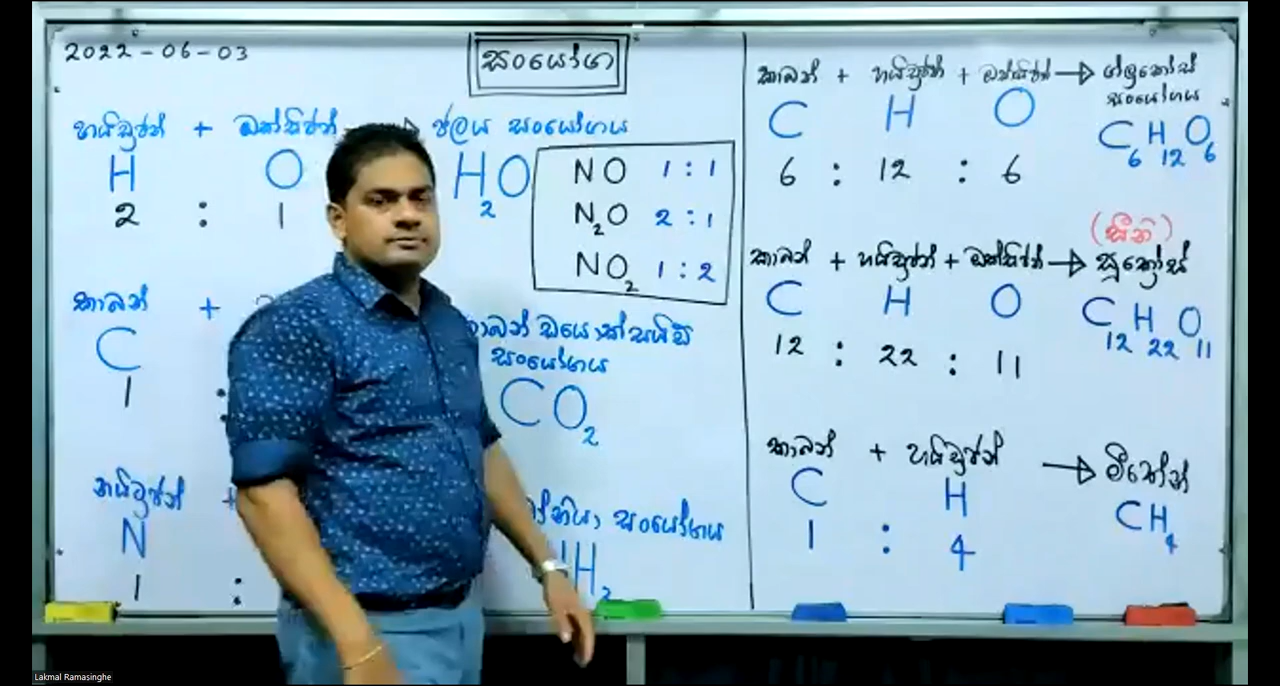 2022-06-03
සංයෝග
හයිඩ්‍රජන් + ඔක්සිජන් → ජලය සංයෝගය
H O H₂O
2 : 1
NO 1 : 1
N₂O 2 : 1
NO₂ 1 : 2
කාබන් +
කාබන් ඩයොක්සයිඩ්
සංයෝගය
C CO₂
1 :
නයිට්‍රජන් +
සංයෝගය
N
1 :
කාබන් + හයිඩ්‍රජන් + ඔක්සිජන් → ග්ලූකෝස්
සංයෝගය
C H O C₆H₁₂O₆
6 : 12 : 6
(සීනි)
කාබන් + හයිඩ්‍රජන් + ඔක්සිජන් → සුක්‍රෝස්
C H O C₁₂H₂₂O₁₁
12 : 22 : 11
කාබන් + හයිඩ්‍රජන් → මීතේන්
C H CH₄
1 : 4
Lakmal Ramasinghe